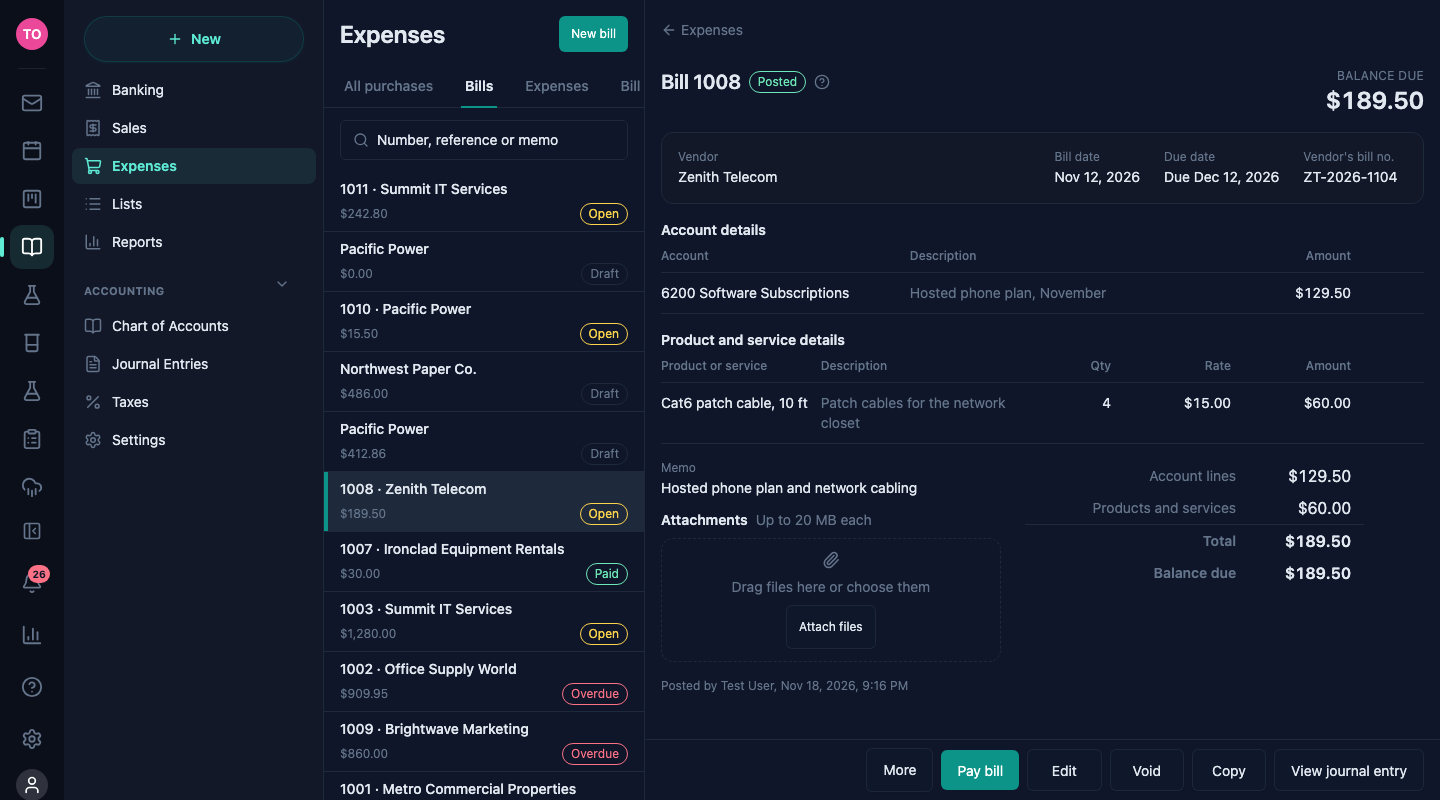 TO
26
New
Banking
Sales
Expenses
Lists
Reports
ACCOUNTING
Chart of Accounts
Journal Entries
Taxes
Settings
Expenses
New bill
All purchases Bills Expenses Bill
Number, reference or memo
1011 · Summit IT Services
$242.80 Open
Pacific Power
$0.00 Draft
1010 · Pacific Power
$15.50 Open
Northwest Paper Co.
$486.00 Draft
Pacific Power
$412.86 Draft
1008 · Zenith Telecom
$189.50 Open
1007 · Ironclad Equipment Rentals
$30.00 Paid
1003 · Summit IT Services
$1,280.00 Open
1002 · Office Supply World
$909.95 Overdue
1009 · Brightwave Marketing
$860.00 Overdue
1001 · Metro Commercial Properties
Expenses
Bill 1008 Posted
BALANCE DUE
$189.50
Vendor Bill date Due date Vendor's bill no.
Zenith Telecom Nov 12, 2026 Due Dec 12, 2026 ZT-2026-1104
Account details
Account Description Amount
6200 Software Subscriptions Hosted phone plan, November $129.50
Product and service details
Product or service Description Qty Rate Amount
Cat6 patch cable, 10 ft Patch cables for the network 4 $15.00 $60.00
closet
Memo
Hosted phone plan and network cabling
Attachments Up to 20 MB each
Drag files here or choose them
Attach files
Account lines $129.50
Products and services $60.00
Total $189.50
Balance due $189.50
Posted by Test User, Nov 18, 2026, 9:16 PM
More Pay bill Edit Void Copy View journal entry